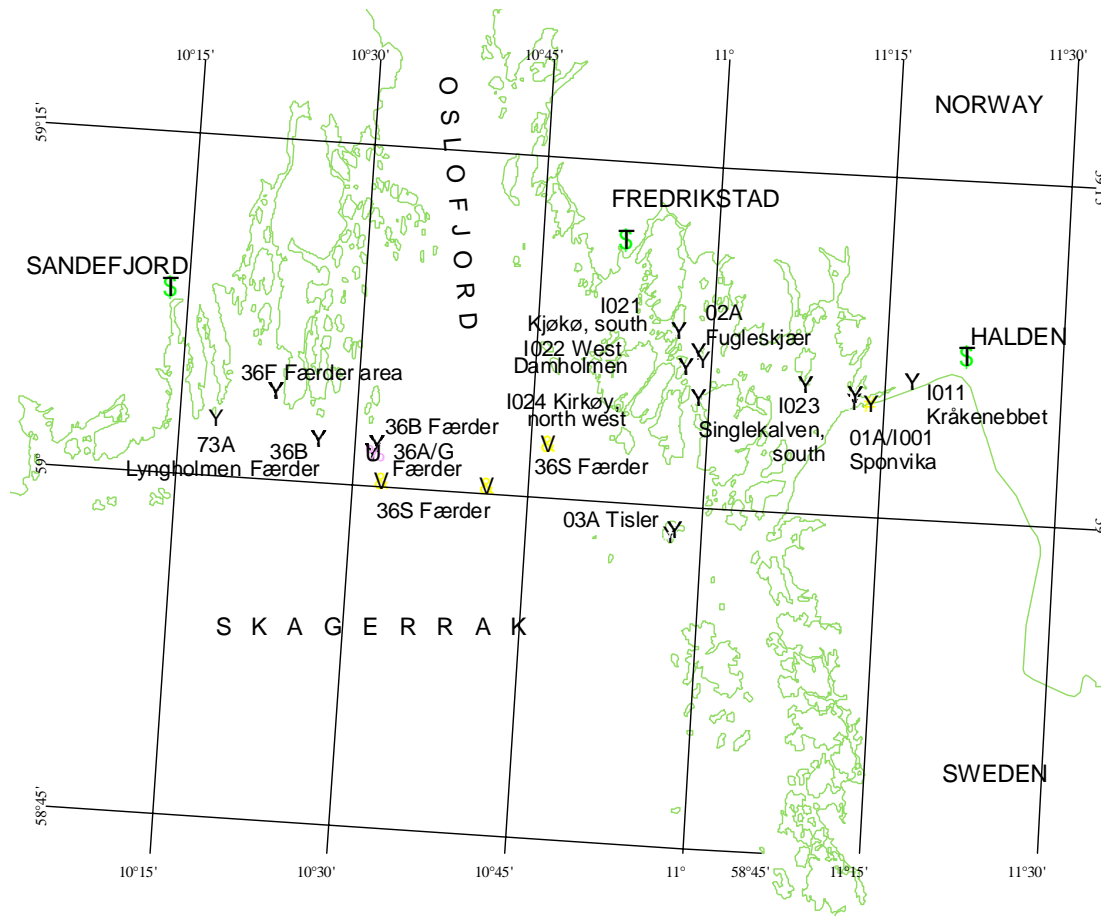 10°15'
10°30'
10°45'
11°
11°15'
11°30'
59°15'
NORWAY
OSLOFJORD
FREDRIKSTAD
T
S
SANDEFJORD
T
S
I021
Kjøkø, south
Y
02A
Fugleskjær
I022 West
Damholmen
Y
Y
Y
HALDEN
T
S
36F Færder area
Y
I024 Kirkøy,
north west
Y
Y
I023
Singlekalven,
south
Y
Y
Y
Y
I011
Kråkenebbet
01A/I001
Sponvika
Y
73A
Lyngholmen
Y
36B
Færder
Y
36B Færder
U
36A/G
Færder
V
36S Færder
V
36S Færder
V
59°
03A Tisler
Y
Y
SKAGERRAK
SWEDEN
58°45'
10°15'
10°30'
10°45'
11°
58°45'
11°15'
11°30'